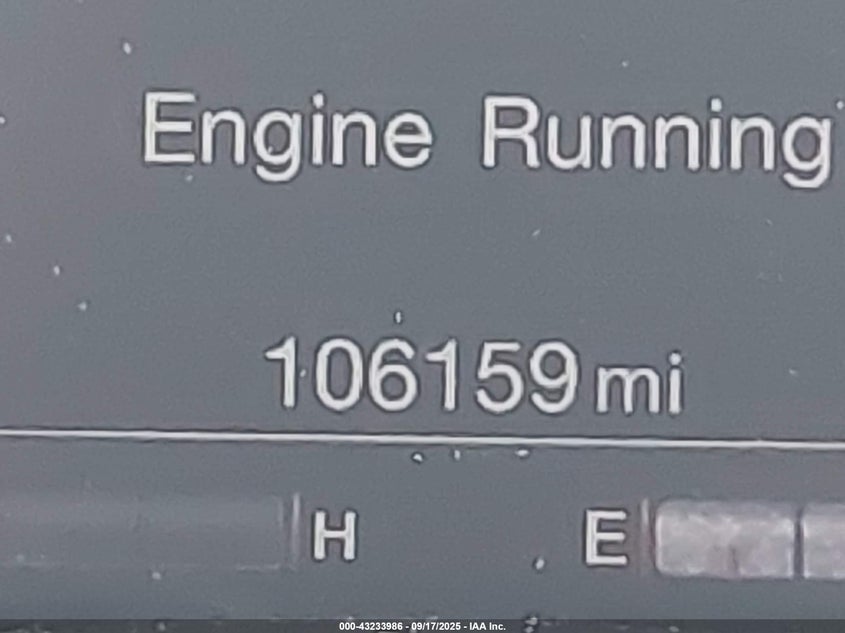 Engine Running
106159 mi
H E
000-43233986 - 09/17/2025 - IAA Inc.